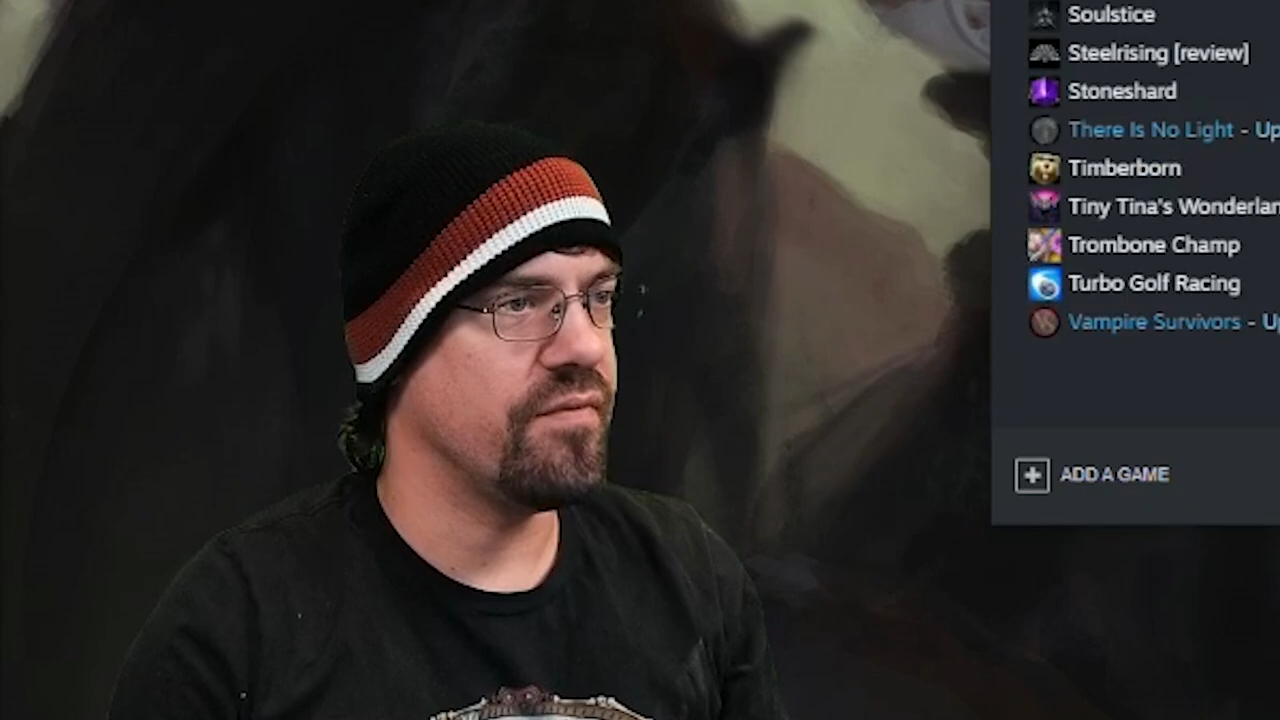 Soulstice
Steelrising [review]
Stoneshard
There Is No Light - Up
Timberborn
Tiny Tina's Wonderlan
Trombone Champ
Turbo Golf Racing
Vampire Survivors - U
ADD A GAME